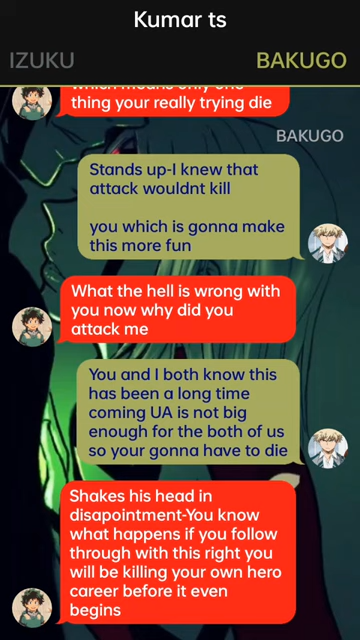 Kumar ts
IZUKU
BAKUGO
which means only one
thing your really trying die
BAKUGO
Stands up-I knew that
attack wouldnt kill
you which is gonna make
this more fun
What the hell is wrong with
you now why did you
attack me
You and I both know this
has been a long time
coming UA is not big
enough for the both of us
so your gonna have to die
Shakes his head in
disapointment-You know
what happens if you follow
through with this right you
will be killing your own hero
career before it even
begins